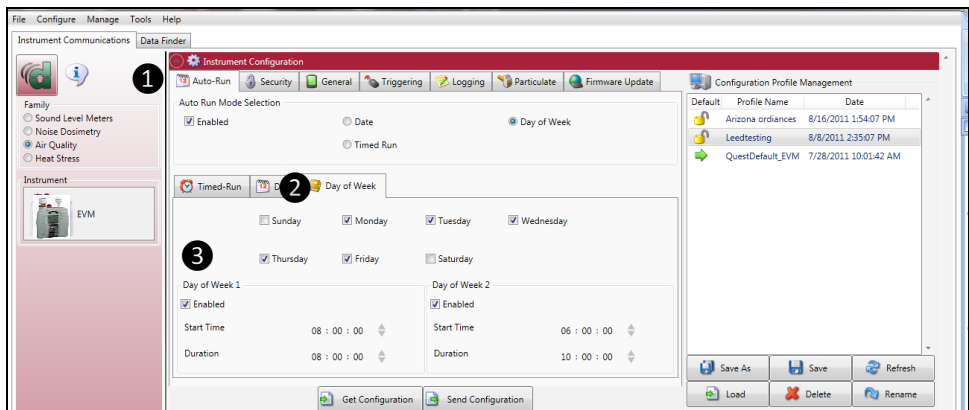 File Configure Manage Tools Help
Instrument Communications Data Finder
1
Instrument Configuration
Auto-Run Security General Triggering Logging Particulate Firmware Update
Auto Run Mode Selection
Enabled Date Day of Week
Timed Run
Family
Sound Level Meters
Noise Dosimetry
Air Quality
Heat Stress
Instrument
EVM
Timed-Run D 2 Day of Week
Sunday Monday Tuesday Wednesday
3 Thursday Friday Saturday
Day of Week 1
Enabled
Start Time 08 : 00 : 00
Duration 08 : 00 : 00
Day of Week 2
Enabled
Start Time 06 : 00 : 00
Duration 10 : 00 : 00
Get Configuration Send Configuration
Configuration Profile Management
Default Profile Name Date
Arizona ordiances 8/16/2011 1:54:07 PM
Leedtesting 8/8/2011 2:35:07 PM
QuestDefault_EVM 7/28/2011 10:01:42 AM
Save As Save Refresh
Load Delete Rename